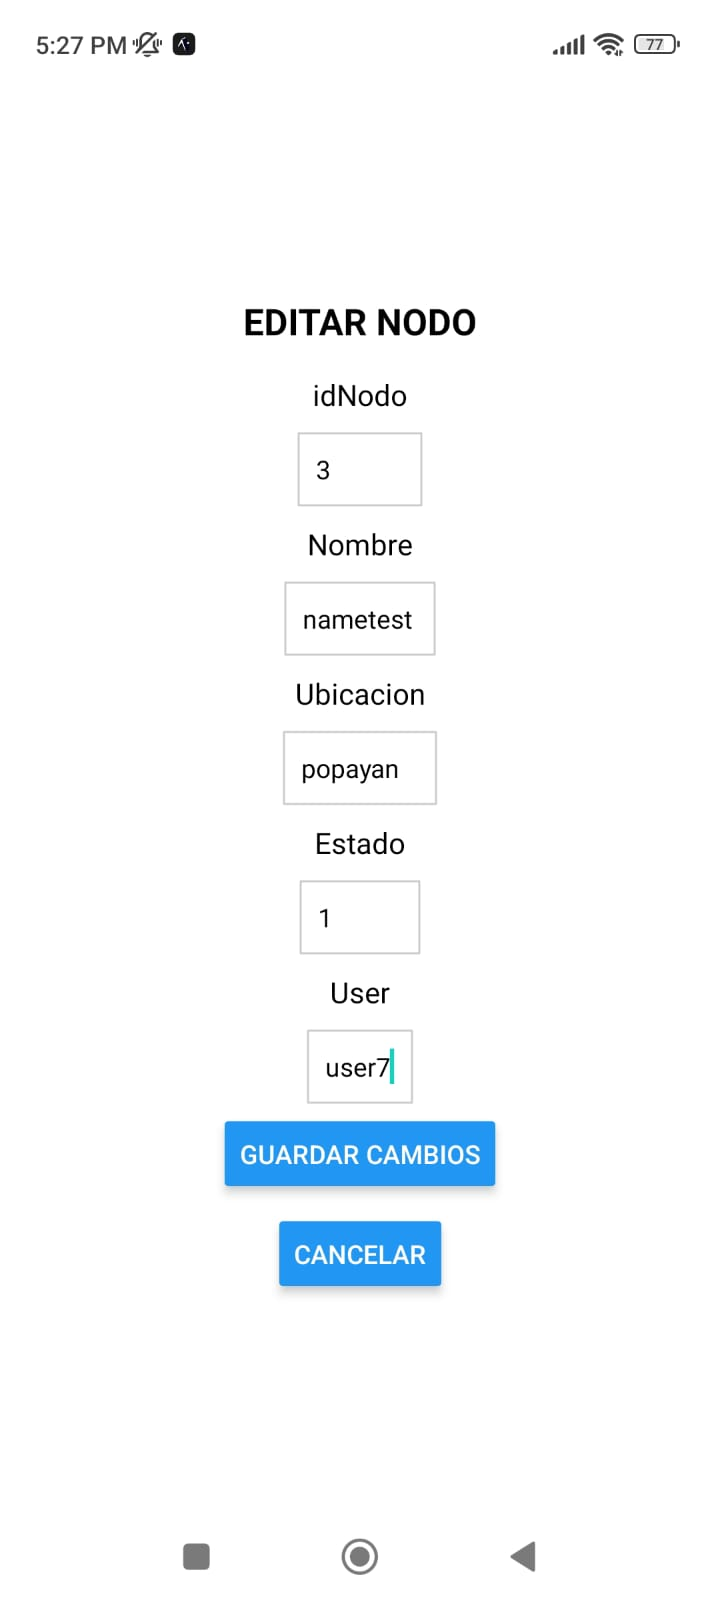 5:27 PM
77
EDITAR NODO
idNodo
3
Nombre
nametest
Ubicacion
popayan
Estado
1
User
user7
GUARDAR CAMBIOS
CANCELAR